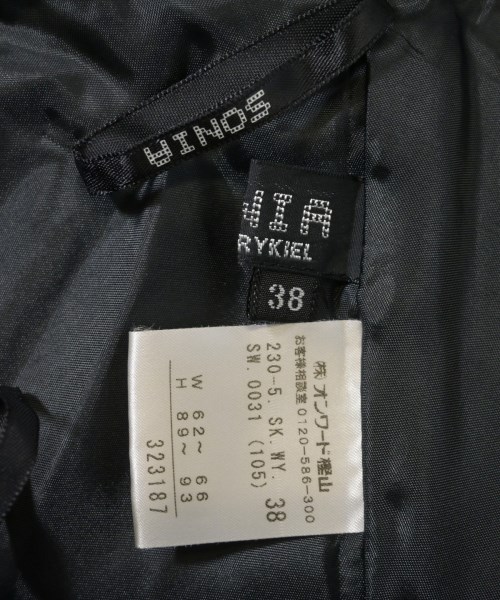 SONIA
IA
RYKIEL
38
㈱オンワード樫山
お客様相談室0120-586-300
230-5. SK. WY. 38
SW. 0031 (105)
W 62~ 66
H 89~ 93
323187